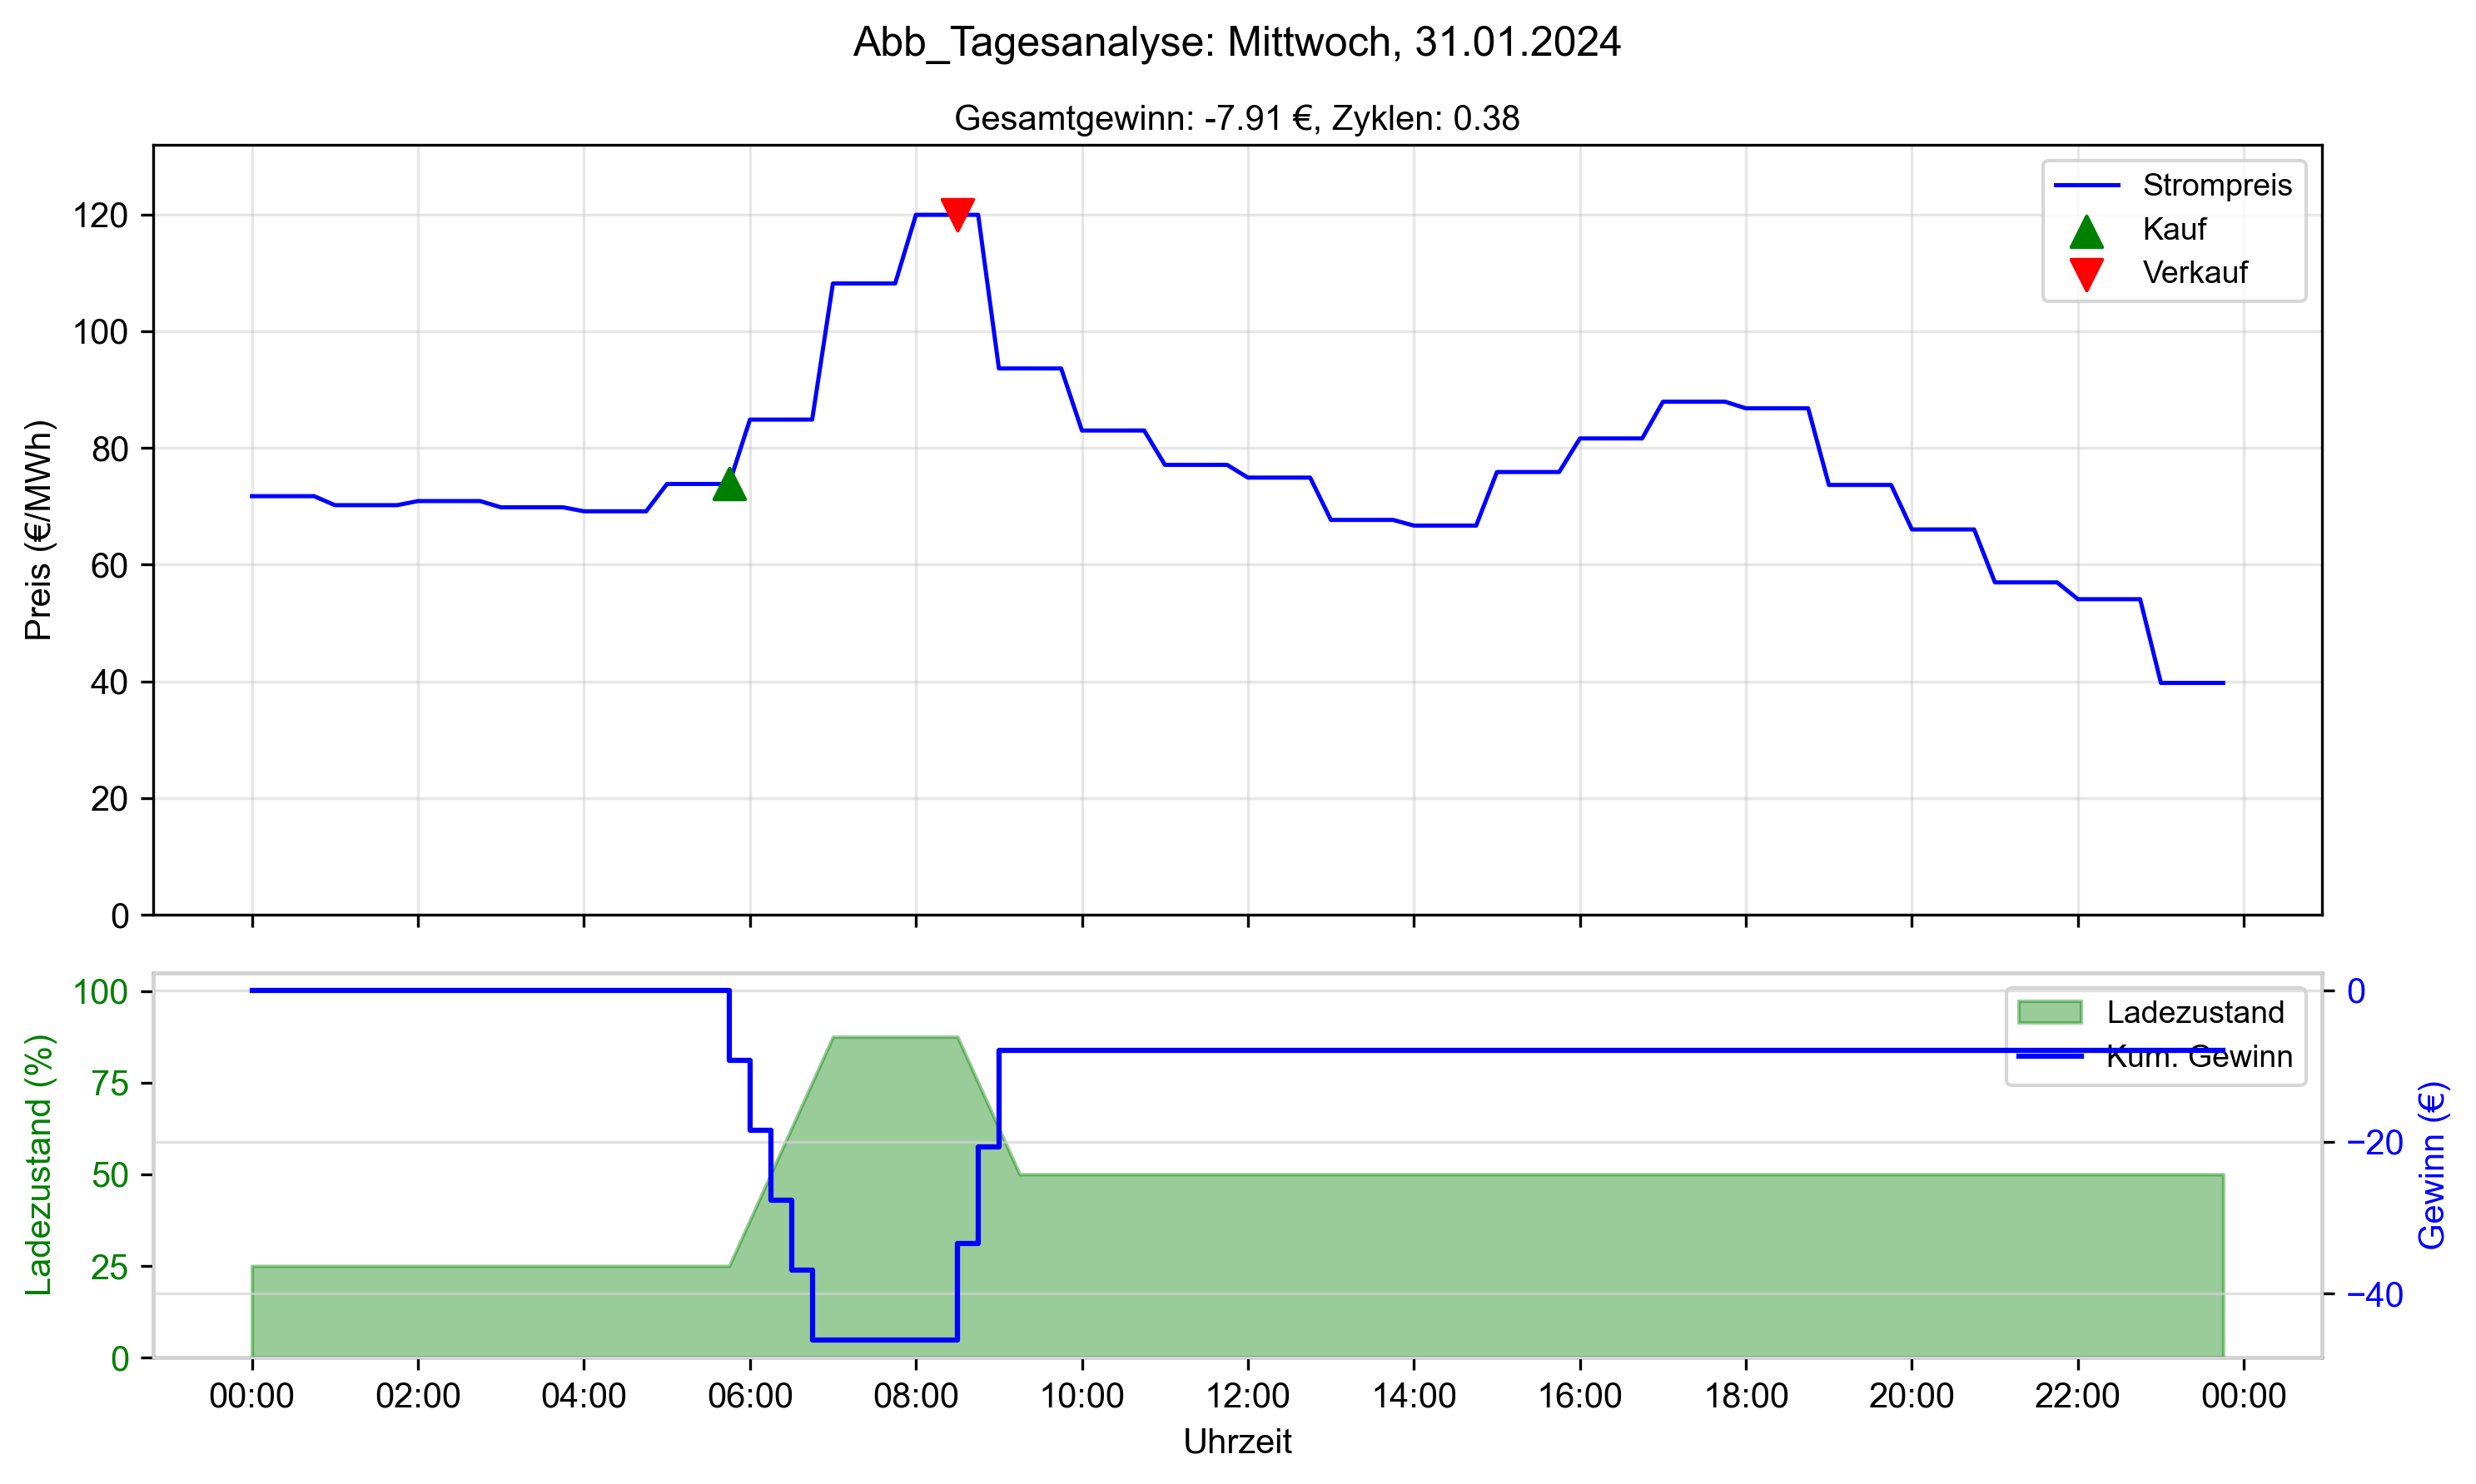 Abb_Tagesanalyse: Mittwoch, 31.01.2024
Gesamtgewinn: -7.91 €, Zyklen: 0.38
Preis (€/MWh)
120
100
80
60
40
20
0
Strompreis
Kauf
Verkauf
Ladezustand (%)
100
75
50
25
0
Ladezustand
Kum. Gewinn
0
−20
−40
Gewinn (€)
00:00 02:00 04:00 06:00 08:00 10:00 12:00 14:00 16:00 18:00 20:00 22:00 00:00
Uhrzeit